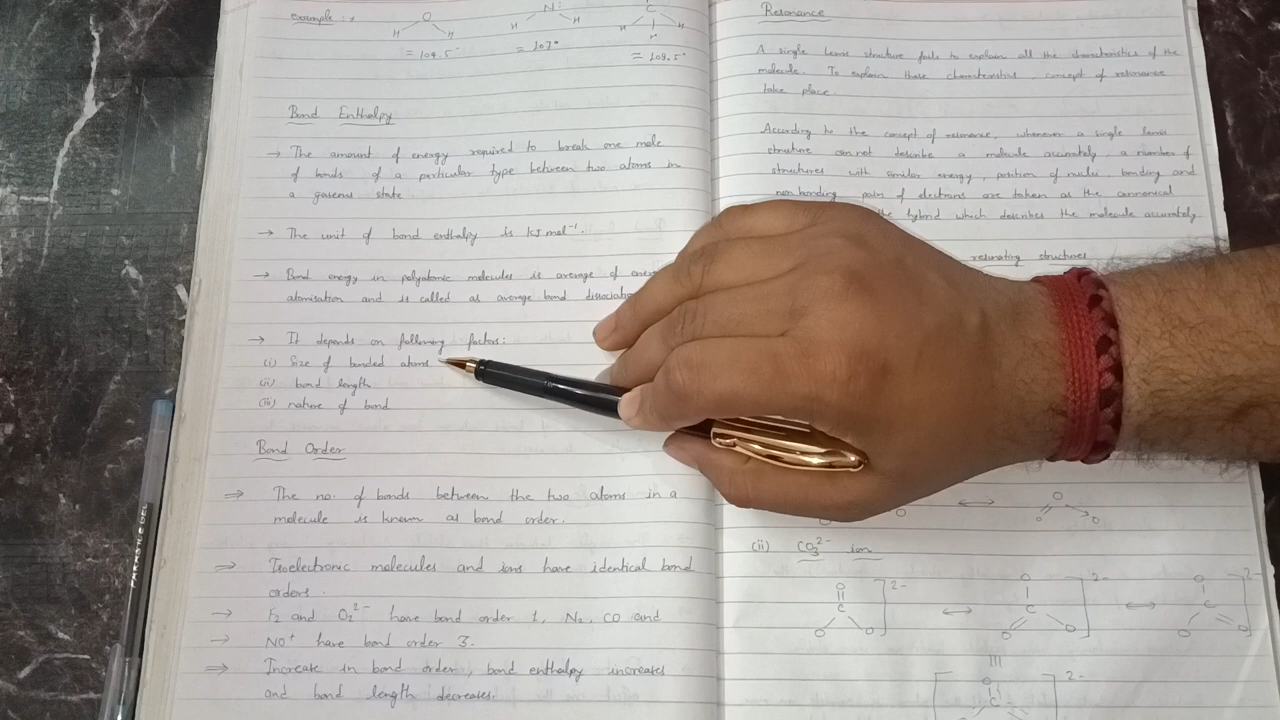 example :→
O
H H
= 104.5°
N:
H H
= 107°
C
H H
H
= 109.5°
Bond Enthalpy
→ The amount of energy required to break one mole
of bonds of a particular type between two atoms in
a gaseous state.
→ The unit of bond enthalpy is kJ mol⁻¹.
→ Bond energy in polyatomic molecules is average of
atomisation and is called as average bond
→ It depends on following factors:
(i) Size of bonded atoms
(ii) bond length
(iii) nature of bond
Bond Order
⇒ The no. of bonds between the two atoms in a
molecule is known as bond order.
⇒ Isoelectronic molecules and ions have identical bond
orders.
→ F₂ and O₂²⁻ have bond order 1, N₂, CO and
→ NO⁺ have bond order 3.
⇒ Increase in bond order, bond enthalpy increases
and bond length decreases.
PARAS ICE GEL
Resonance
A single Lewis structure fails to explain all the characteristics of the
molecule. To explain these characteristics, concept of resonance
take place.
According to the concept of resonance, whenever a single Lewis
structure cannot describe a molecule accurately, a number of
structures with similar energy, position of nuclei, bonding and
non bonding pairs of electrons are taken as the cannonical
hybrid which describes the molecule accurately.
resonating structures
O ↔ O
O O
(ii) CO₃²⁻ ion
O 2- O 2- O 2-
C ↔ C ↔ C
O O O O O O
O 2-
C